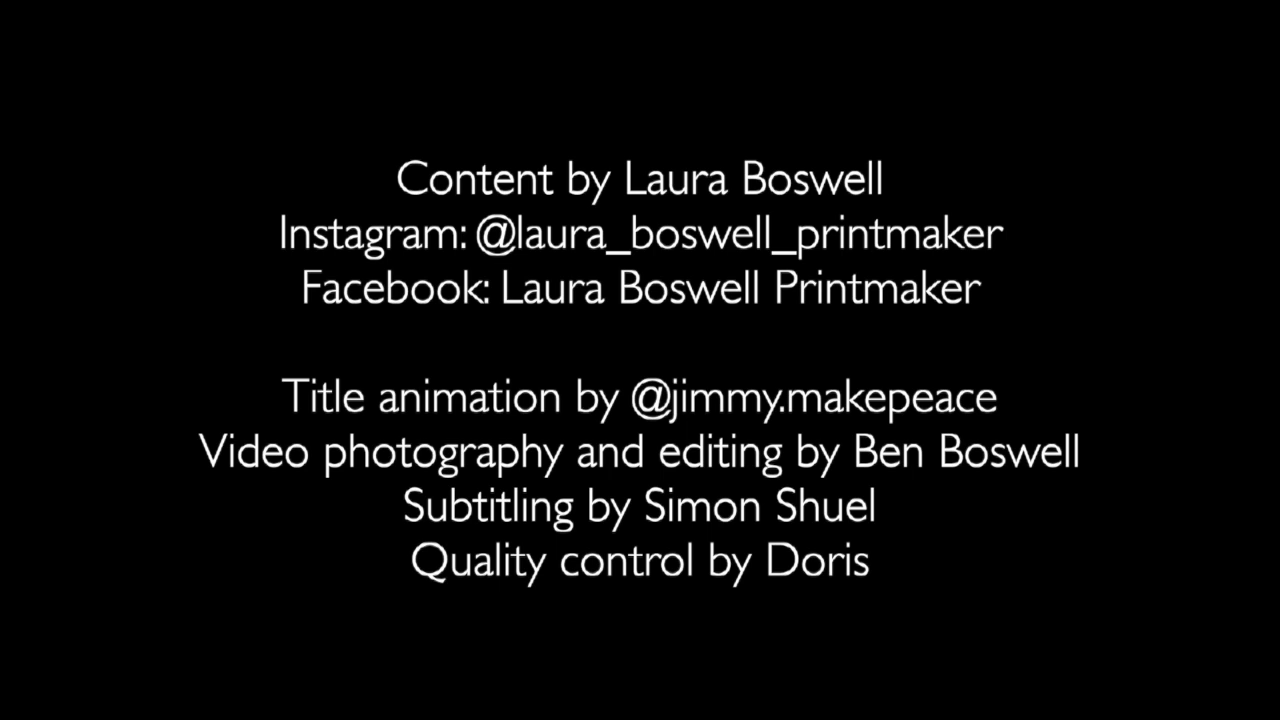 Content by Laura Boswell
Instagram: @laura_boswell_printmaker
Facebook: Laura Boswell Printmaker
Title animation by @jimmy.makepeace
Video photography and editing by Ben Boswell
Subtitling by Simon Shuel
Quality control by Doris